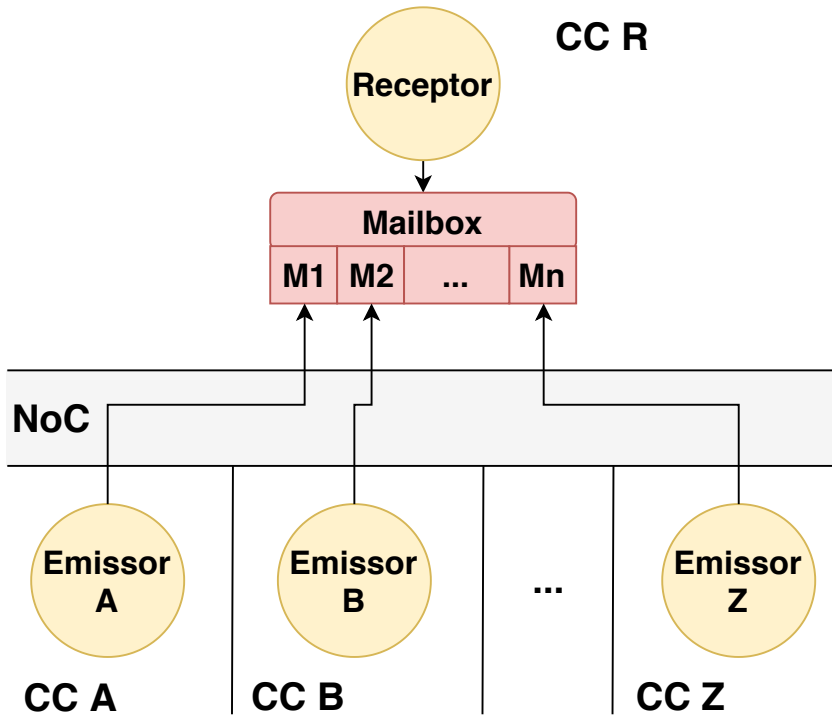 CC R
Receptor
Mailbox
M1 M2 ... Mn
NoC
Emissor
A
Emissor
B
...
Emissor
Z
CC A
CC B
CC Z